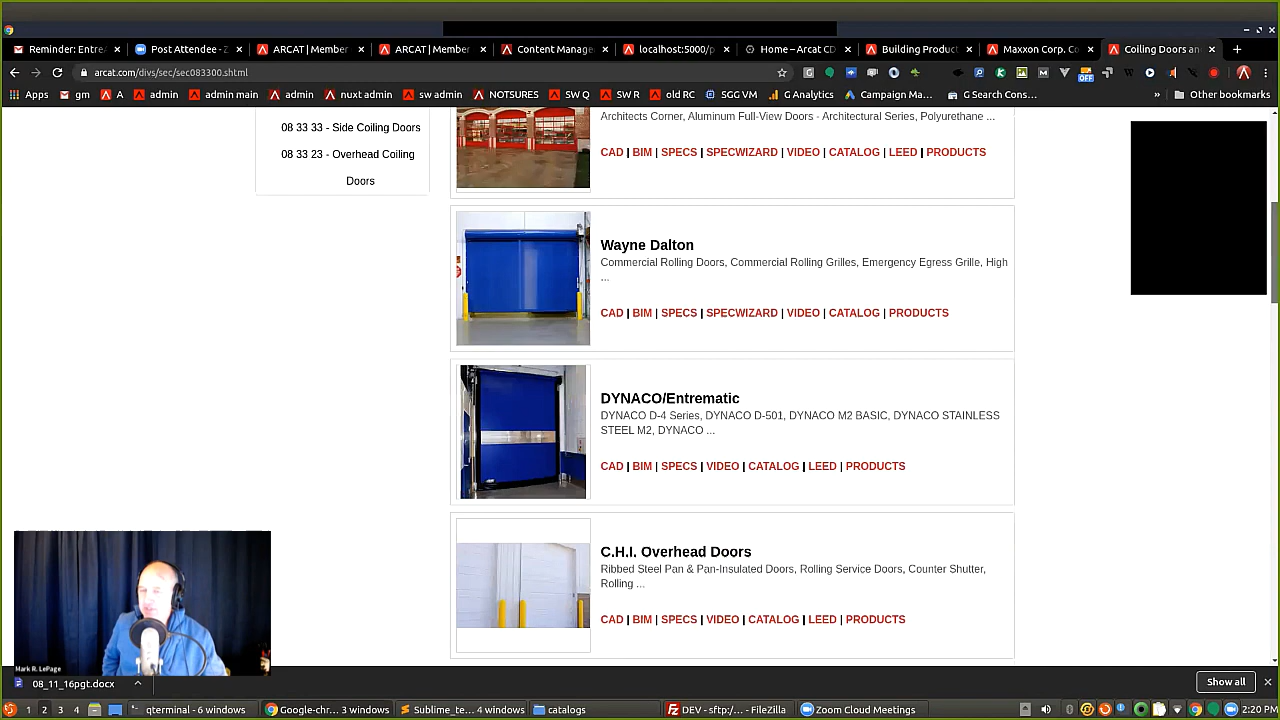 Reminder: Entre
Post Attendee - Z
ARCAT | Member
ARCAT | Member
Content Manage
localhost:5000/p
Home – Arcat CD
Building Produc
Maxxon Corp. Co
Coiling Doors an
arcat.com/divs/sec/sec083300.shtml
Apps
gm
A
admin
admin main
admin
nuxt admin
sw admin
NOTSURES
SW Q
SW R
old RC
SGG VM
G Analytics
Campaign Ma...
G Search Cons...
»
Other bookmarks
08 33 33 - Side Coiling Doors
08 33 23 - Overhead Coiling
Doors
Architects Corner, Aluminum Full-View Doors - Architectural Series, Polyurethane ...
CAD | BIM | SPECS | SPECWIZARD | VIDEO | CATALOG | LEED | PRODUCTS
Wayne Dalton
Commercial Rolling Doors, Commercial Rolling Grilles, Emergency Egress Grille, High
...
CAD | BIM | SPECS | SPECWIZARD | VIDEO | CATALOG | PRODUCTS
DYNACO/Entrematic
DYNACO D-4 Series, DYNACO D-501, DYNACO M2 BASIC, DYNACO STAINLESS
STEEL M2, DYNACO ...
CAD | BIM | SPECS | VIDEO | CATALOG | LEED | PRODUCTS
C.H.I. Overhead Doors
Ribbed Steel Pan & Pan-Insulated Doors, Rolling Service Doors, Counter Shutter,
Rolling ...
CAD | BIM | SPECS | VIDEO | CATALOG | LEED | PRODUCTS
Mark R. LePage
08_11_16pgt.docx
Show all
1 2 3 4
qterminal - 6 windows
Google-chr... 3 windows
Sublime_te... 4 windows
catalogs
DEV - sftp:/... - FileZilla
Zoom Cloud Meetings
2:20 PM